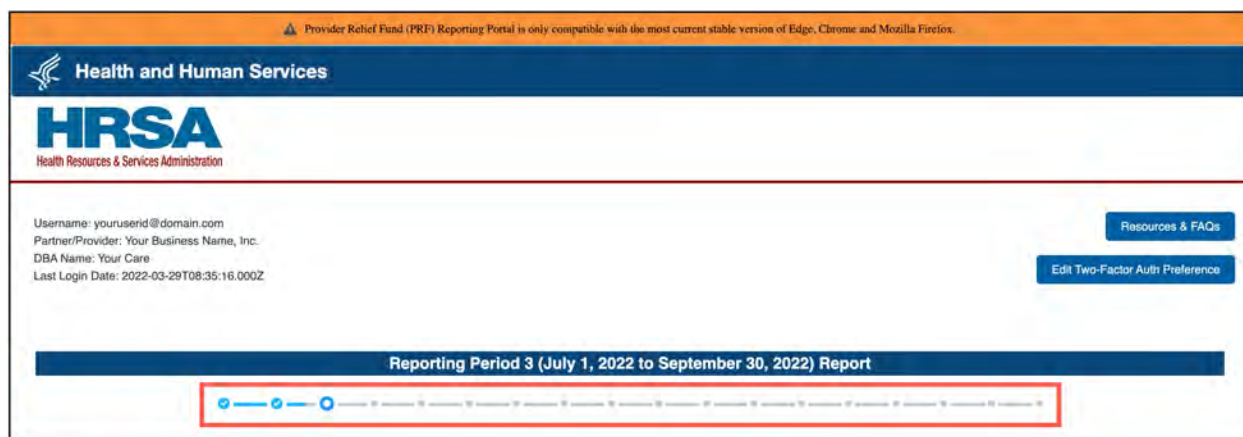 Provider Relief Fund (PRF) Reporting Portal is only compatible with the most current stable version of Edge, Chrome and Mozilla Firefox.
Health and Human Services
HRSA
Health Resources & Services Administration
Username: youruserid@domain.com
Partner/Provider: Your Business Name, Inc.
DBA Name: Your Care
Last Login Date: 2022-03-29T08:35:16.000Z
Resources & FAQs
Edit Two-Factor Auth Preference
Reporting Period 3 (July 1, 2022 to September 30, 2022) Report